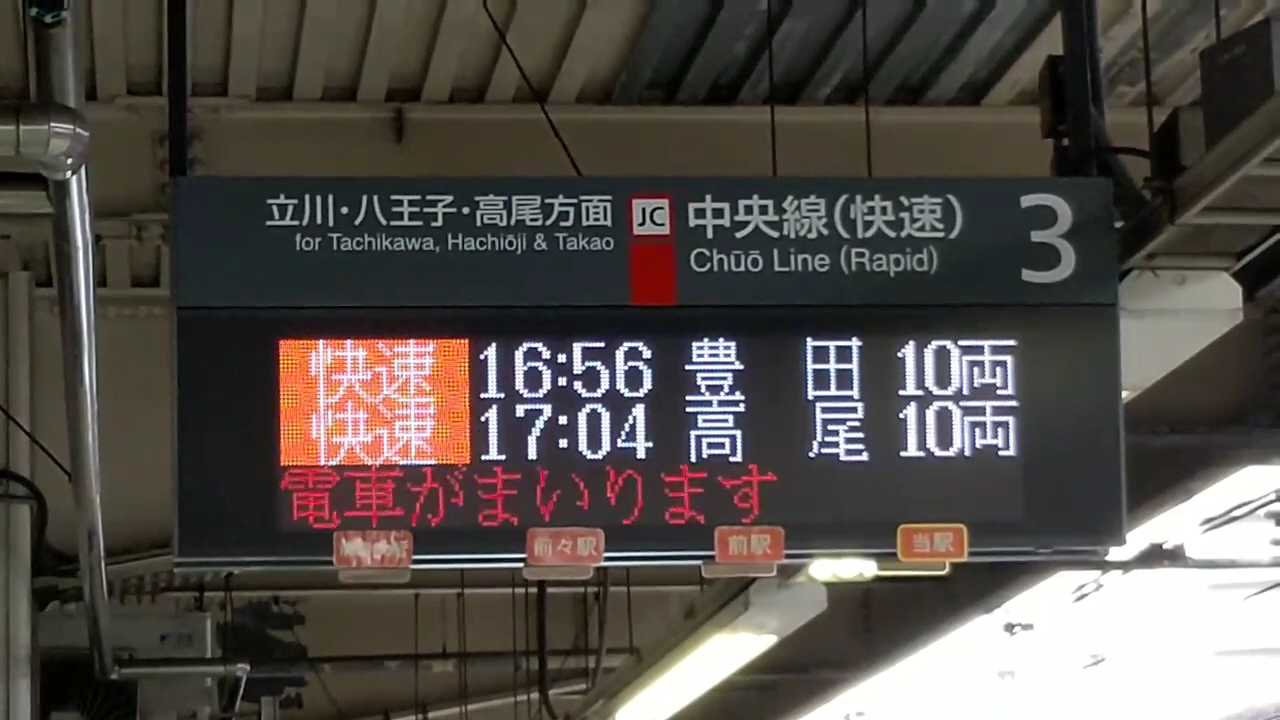 立川・八王子・高尾方面
for Tachikawa, Hachiōji & Takao
JC
中央線(快速)
Chūō Line (Rapid)
3
快速 16:56 豊田 10両
快速 17:04 高尾 10両
電車がまいります
前々駅 前駅 当駅